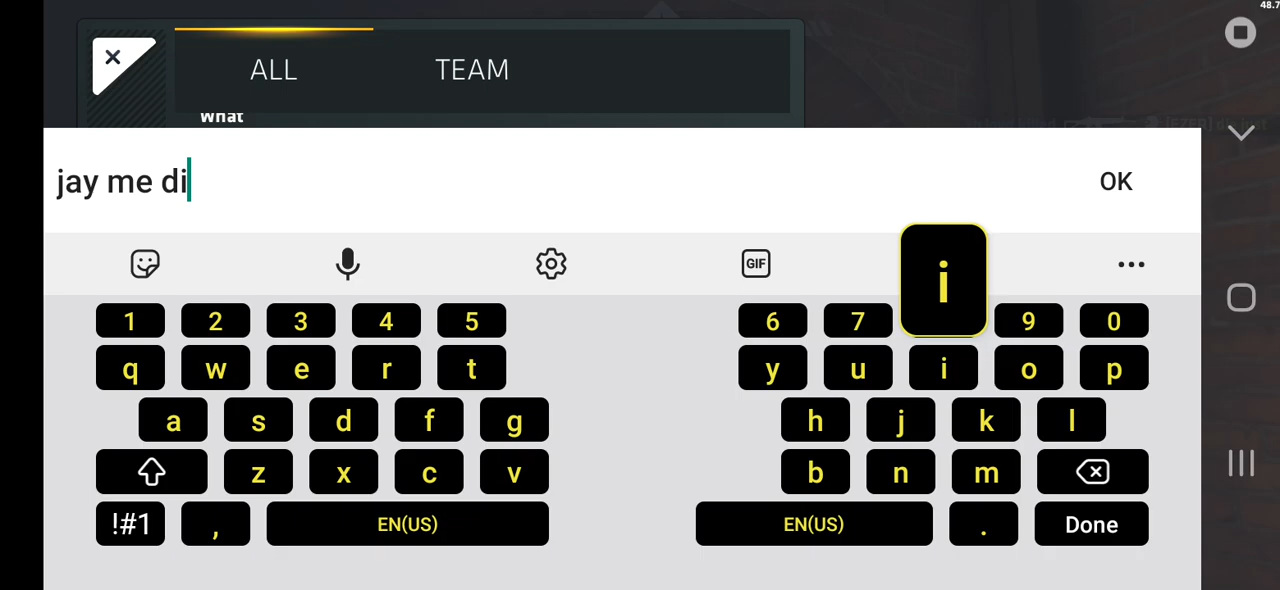 48.7
ALL TEAM
What
jay me di
OK
GIF
i
1 2 3 4 5 6 7 9 0
q w e r t y u i o p
a s d f g h j k l
z x c v b n m
!#1 , EN(US) EN(US) . Done